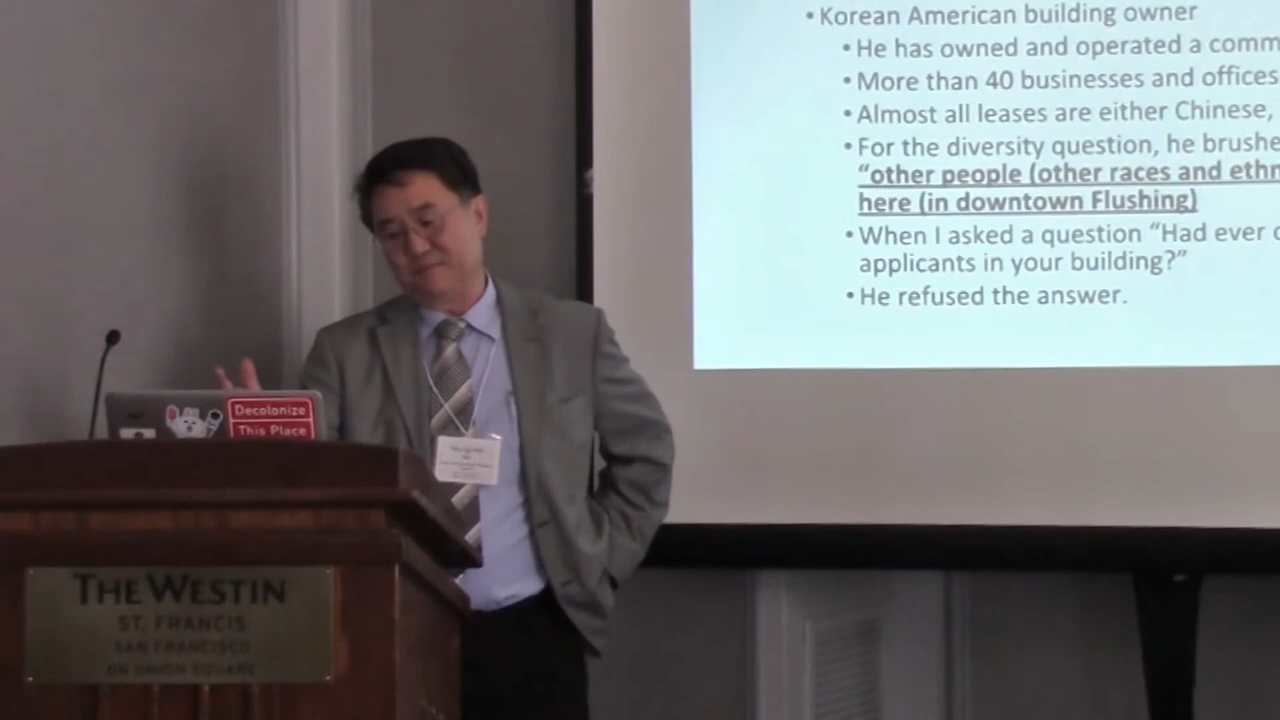 • Korean American building owner
• He has owned and operated a comm
• More than 40 businesses and offices
• Almost all leases are either Chinese,
• For the diversity question, he brushe
“other people (other races and ethn
here (in downtown Flushing)
• When I asked a question “Had ever
applicants in your building?”
• He refused the answer.
Decolonize
This Place
THE WESTIN
ST. FRANCIS
SAN FRANCISCO
ON UNION SQUARE